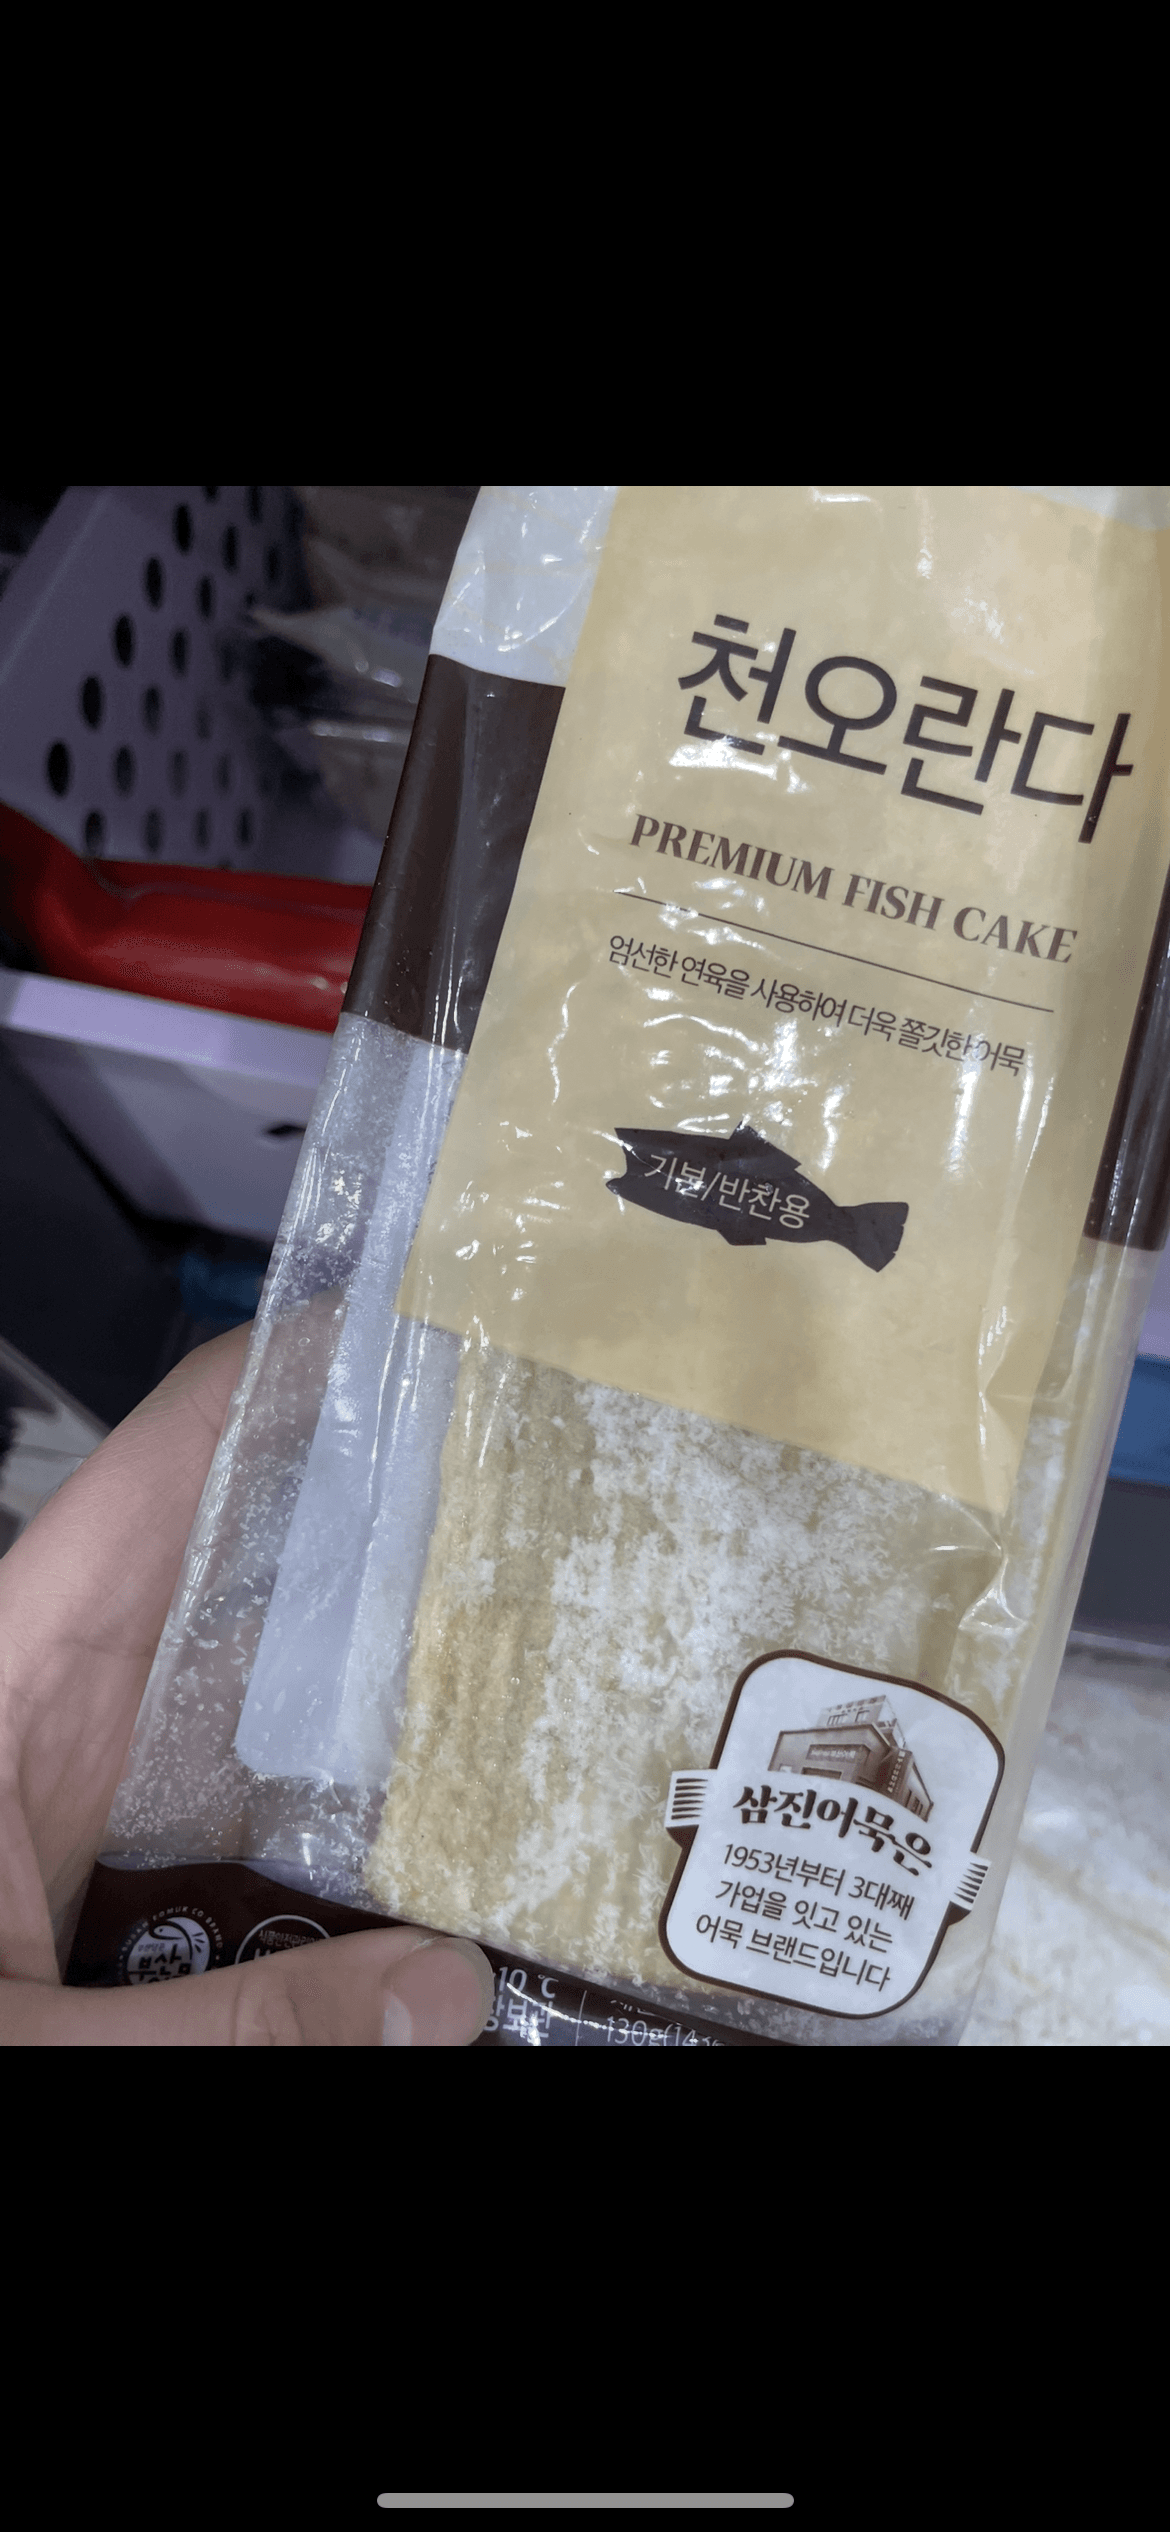 천오란다
PREMIUM FISH CAKE
엄선한 연육을 사용하여 더욱 쫄깃한 어묵
기본/반찬용
삼진어묵은
1953년부터 3대째
가업을 잇고 있는
어묵 브랜드입니다
10 ℃